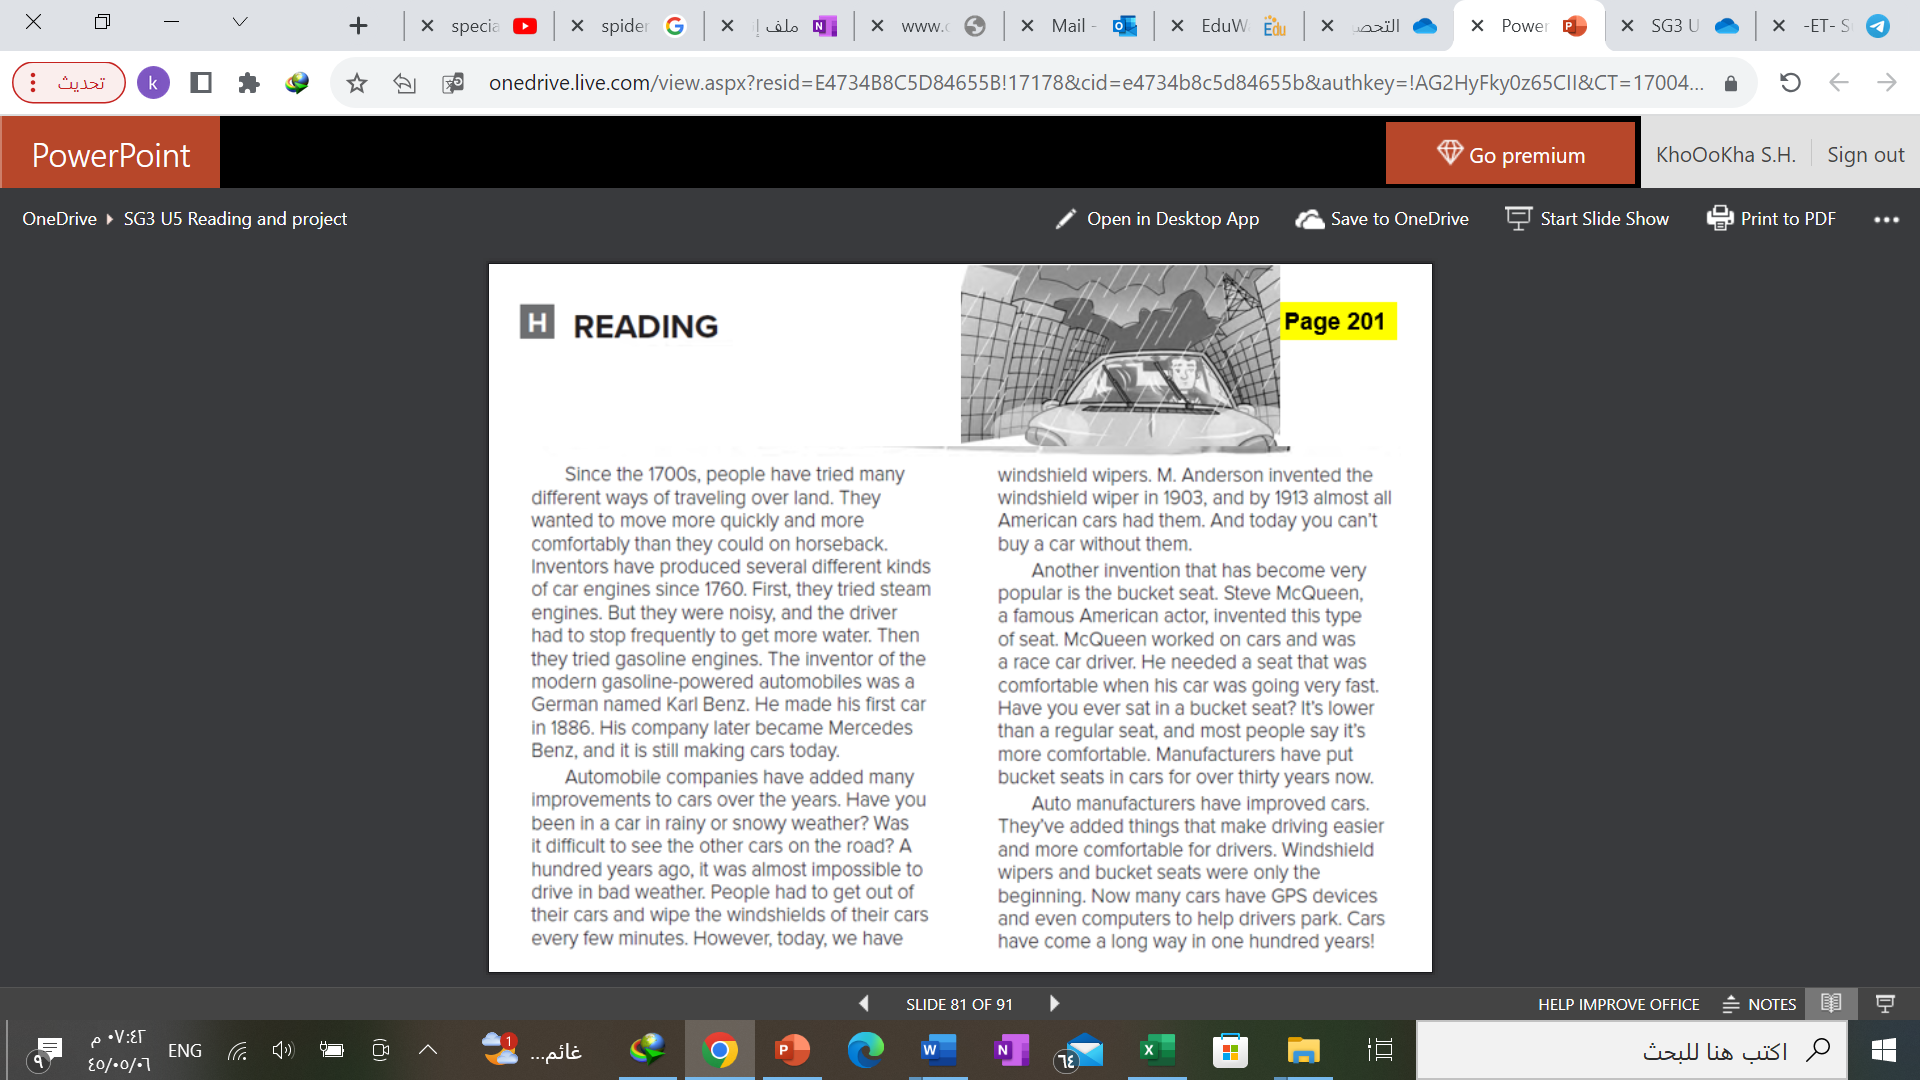 specia
spider
ملف إ
www.c
Mail -
EduW
التحص
Power
SG3 U
-ET- S
تحديث
k
onedrive.live.com/view.aspx?resid=E4734B8C5D84655B!17178&cid=e4734b8c5d84655b&authkey=!AG2HyFky0z65CII&CT=17004...
PowerPoint
Go premium
KhoOoKha S.H.
Sign out
OneDrive
SG3 U5 Reading and project
Open in Desktop App
Save to OneDrive
Start Slide Show
Print to PDF
H READING
Page 201
Since the 1700s, people have tried many
different ways of traveling over land. They
wanted to move more quickly and more
comfortably than they could on horseback.
Inventors have produced several different kinds
of car engines since 1760. First, they tried steam
engines. But they were noisy, and the driver
had to stop frequently to get more water. Then
they tried gasoline engines. The inventor of the
modern gasoline-powered automobiles was a
German named Karl Benz. He made his first car
in 1886. His company later became Mercedes
Benz, and it is still making cars today.
Automobile companies have added many
improvements to cars over the years. Have you
been in a car in rainy or snowy weather? Was
it difficult to see the other cars on the road? A
hundred years ago, it was almost impossible to
drive in bad weather. People had to get out of
their cars and wipe the windshields of their cars
every few minutes. However, today, we have
windshield wipers. M. Anderson invented the
windshield wiper in 1903, and by 1913 almost all
American cars had them. And today you can't
buy a car without them.
Another invention that has become very
popular is the bucket seat. Steve McQueen,
a famous American actor, invented this type
of seat. McQueen worked on cars and was
a race car driver. He needed a seat that was
comfortable when his car was going very fast.
Have you ever sat in a bucket seat? It's lower
than a regular seat, and most people say it's
more comfortable. Manufacturers have put
bucket seats in cars for over thirty years now.
Auto manufacturers have improved cars.
They've added things that make driving easier
and more comfortable for drivers. Windshield
wipers and bucket seats were only the
beginning. Now many cars have GPS devices
and even computers to help drivers park. Cars
have come a long way in one hundred years!
SLIDE 81 OF 91
HELP IMPROVE OFFICE
NOTES
٩
٠٧:٤٢ م
٤٥/٠٥/٠٦
ENG
1
غائم...
٦٤
اكتب هنا للبحث